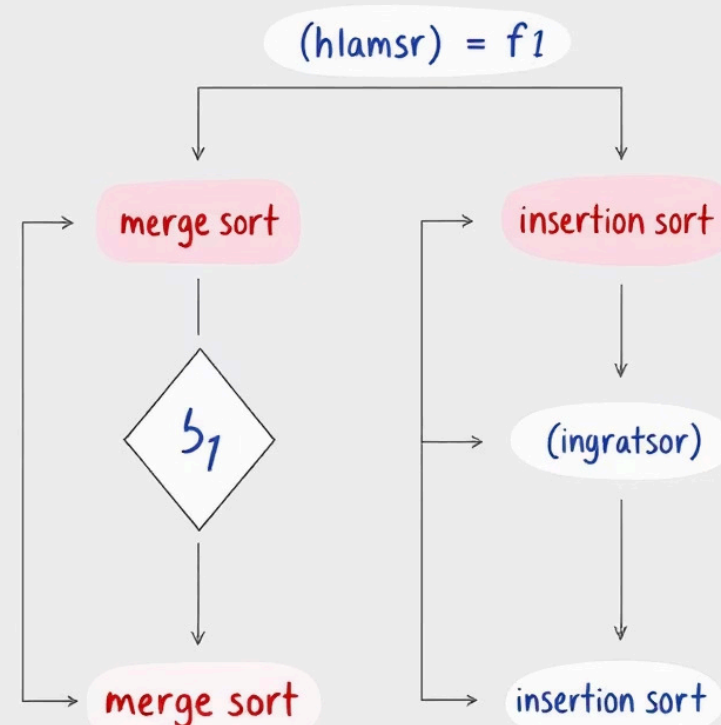 (hlamsr) = f1
merge sort
insertion sort
(ingratsor)
merge sort
insertion sort